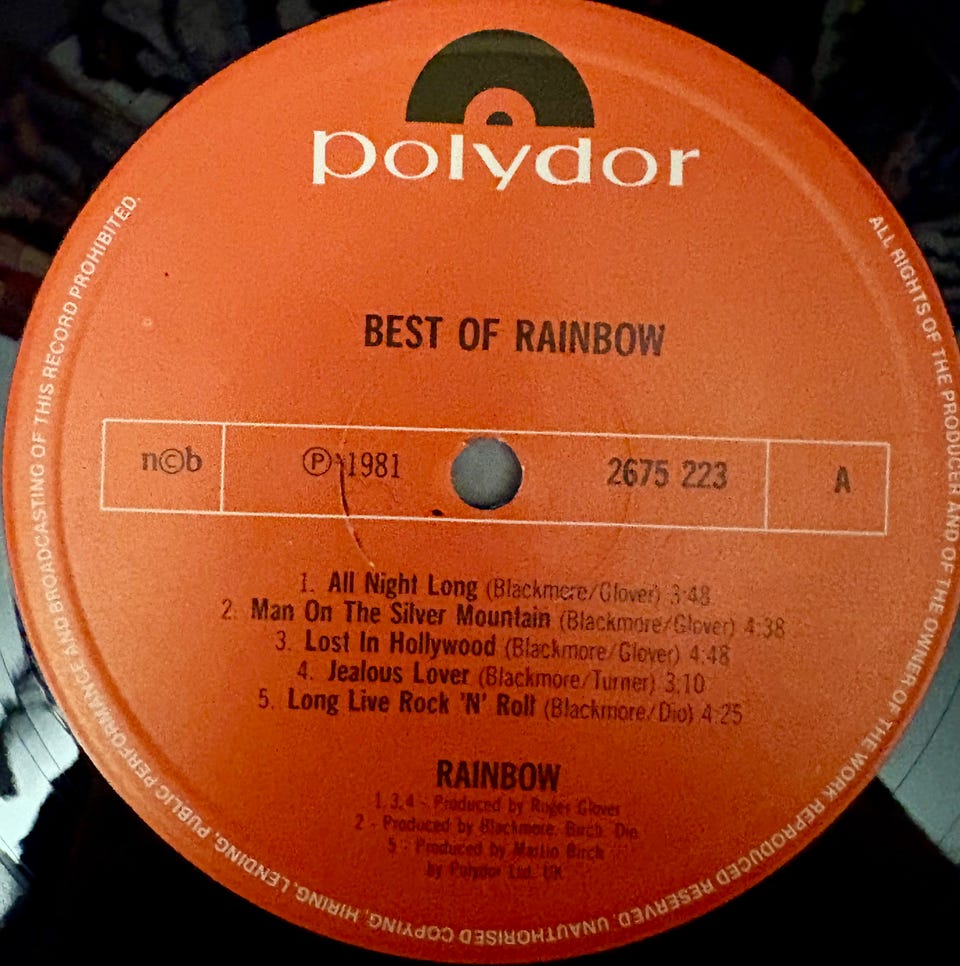 polydor
BEST OF RAINBOW
n©b ℗ 1981 2675 223 A
1. All Night Long (Blackmore/Glover) 3:48
2. Man On The Silver Mountain (Blackmore/Glover) 4:38
3. Lost In Hollywood (Blackmore/Glover) 4:48
4. Jealous Lover (Blackmore/Turner) 3:10
5. Long Live Rock 'N' Roll (Blackmore/Dio) 4:25
RAINBOW
1,3,4 - Produced by Roger Glover
2 - Produced by Blackmore, Birch, Dio
5 - Produced by Martin Birch
by Polydor Ltd. UK
ALL RIGHTS OF THE PRODUCER AND OF THE OWNER OF THE WORK REPRODUCED RESERVED. UNAUTHORISED COPYING, HIRING, LENDING, PUBLIC PERFORMANCE AND BROADCASTING OF THIS RECORD PROHIBITED.